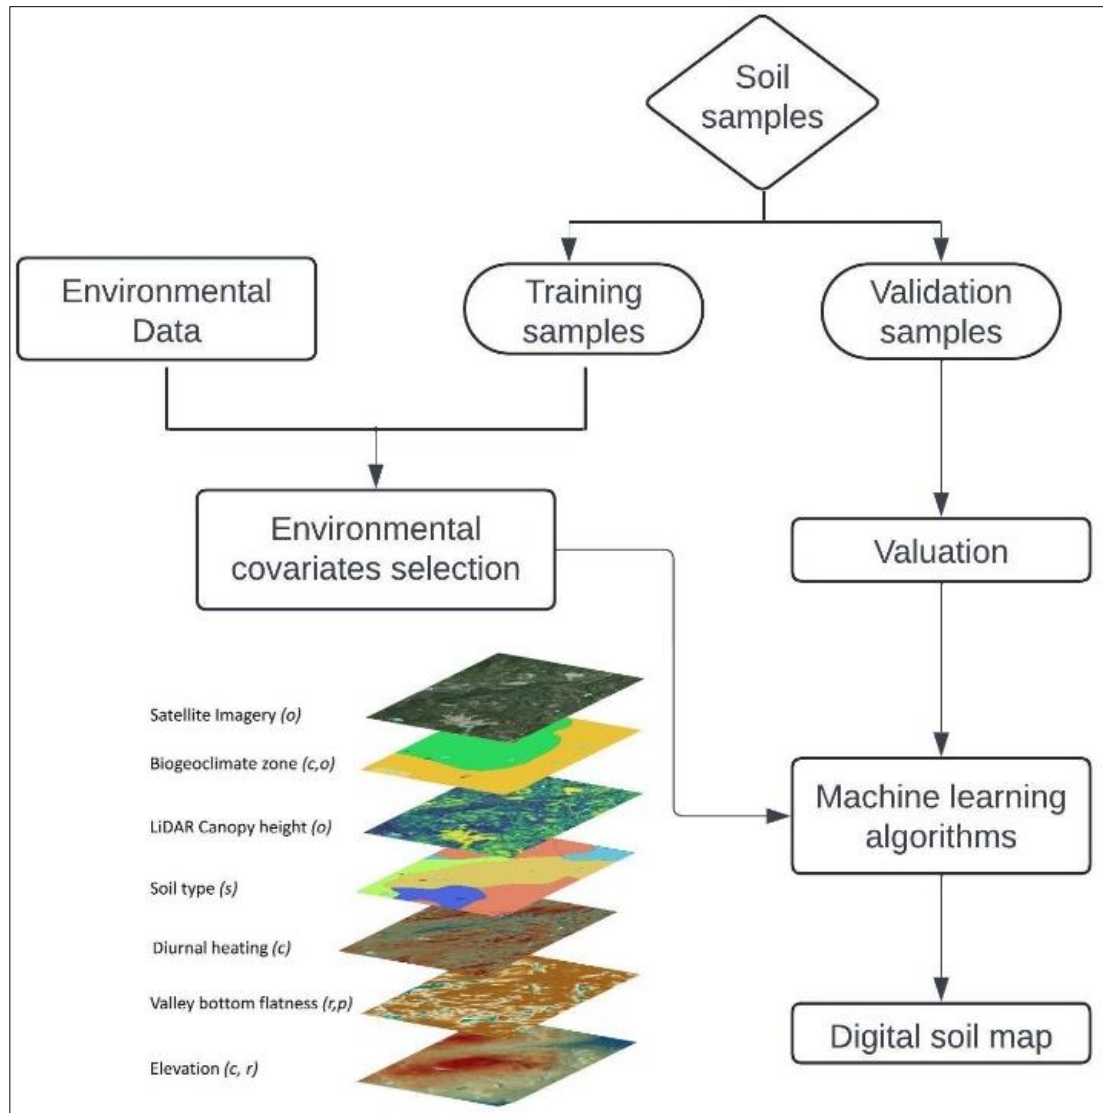 Soil
samples
Environmental
Data
Training
samples
Validation
samples
Environmental
covariates selection
Valuation
Satellite Imagery (o)
Biogeoclimate zone (c,o)
LiDAR Canopy height (o)
Soil type (s)
Diurnal heating (c)
Valley bottom flatness (r,p)
Elevation (c, r)
Machine learning
algorithms
Digital soil map